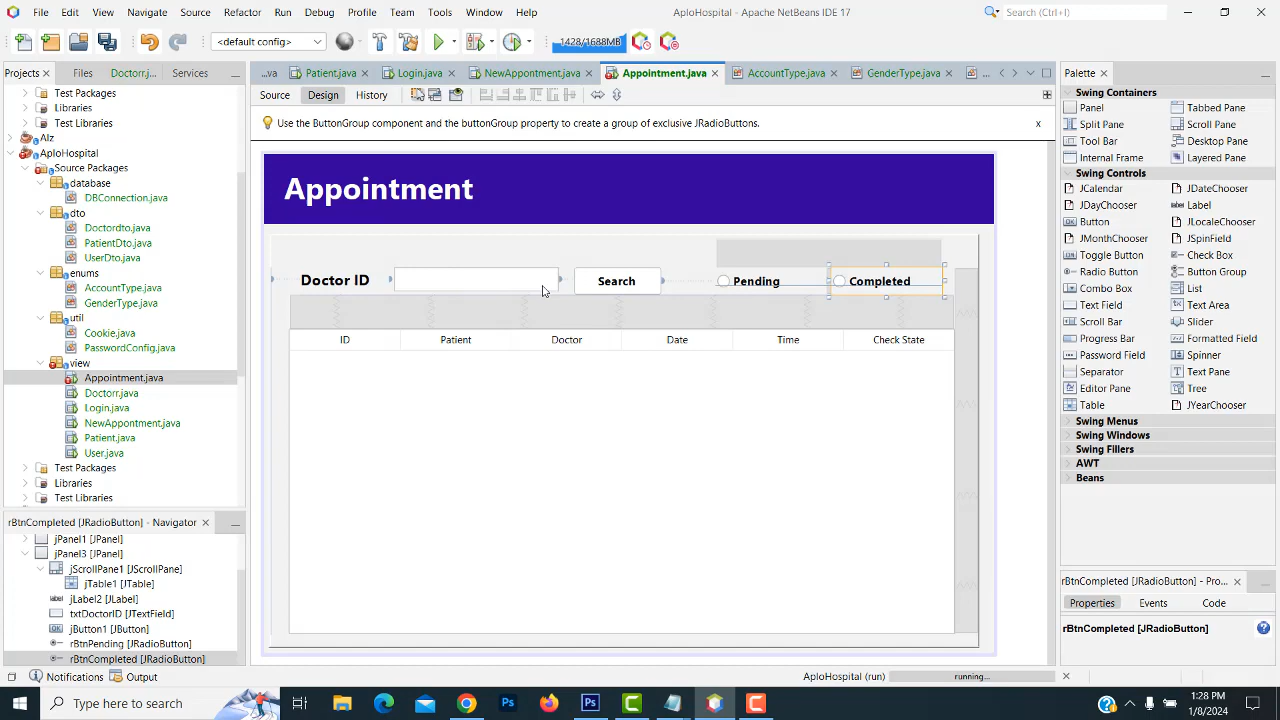 File Edit View Navigate Source Refactor Run Debug Profile Team Tools Window Help
AploHospital - Apache NetBeans IDE 17
Search (Ctrl+I)
<default config>
1428/1688MB
Projects Files Doctorr.j... Services
...va Patient.java Login.java NewAppontment.java Appointment.java AccountType.java GenderType.java ...
Palette
Source Design History
Use the ButtonGroup component and the buttonGroup property to create a group of exclusive JRadioButtons.
x
Test Packages
Libraries
Test Libraries
Alz
AploHospital
Source Packages
database
DBConnection.java
dto
Doctordto.java
PatientDto.java
UserDto.java
enums
AccountType.java
GenderType.java
util
Cookie.java
PasswordConfig.java
view
Appointment.java
Doctorr.java
Login.java
NewAppontment.java
Patient.java
User.java
Test Packages
Libraries
Test Libraries
rBtnCompleted [JRadioButton] - Navigator
jPanel1 [JPanel]
jPanel3 [JPanel]
jScrollPane1 [JScrollPane]
jTable1 [JTable]
jLabel2 [JLabel]
txtDoctorID [JTextField]
jButton1 [JButton]
rBtnPending [JRadioButton]
rBtnCompleted [JRadioButton]
Appointment
Doctor ID Search Pending Completed
ID Patient Doctor Date Time Check State
Swing Containers
Panel Tabbed Pane
Split Pane Scroll Pane
Tool Bar Desktop Pane
Internal Frame Layered Pane
Swing Controls
JCalendar JDateChooser
JDayChooser Label
Button JLocaleChooser
JMonthChooser JSpinField
Toggle Button Check Box
Radio Button Button Group
Combo Box List
Text Field Text Area
Scroll Bar Slider
Progress Bar Formatted Field
Password Field Spinner
Separator Text Pane
Editor Pane Tree
Table JYearChooser
Swing Menus
Swing Windows
Swing Fillers
AWT
Beans
rBtnCompleted [JRadioButton] - Pro...
Properties Events Code
rBtnCompleted [JRadioButton]
Notifications Output
AploHospital (run) running...
Type here to search
1:28 PM
1/8/2024